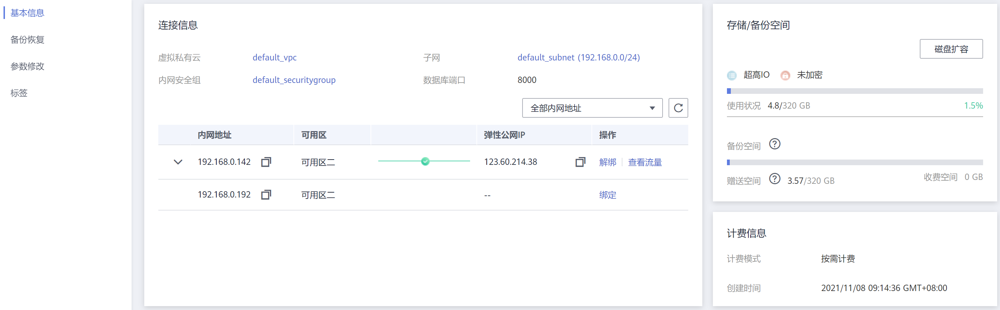 基本信息
备份恢复
参数修改
标签
连接信息
虚拟私有云 default_vpc 子网 default_subnet (192.168.0.0/24)
内网安全组 default_securitygroup 数据库端口 8000
全部内网地址
内网地址 可用区 弹性公网IP 操作
192.168.0.142 可用区二 123.60.214.38 解绑 查看流量
192.168.0.192 可用区二 -- 绑定
存储/备份空间
磁盘扩容
超高IO 未加密
使用状况 4.8/320 GB 1.5%
备份空间 ?
赠送空间 ? 3.57/320 GB 收费空间 0 GB
计费信息
计费模式 按需计费
创建时间 2021/11/08 09:14:36 GMT+08:00